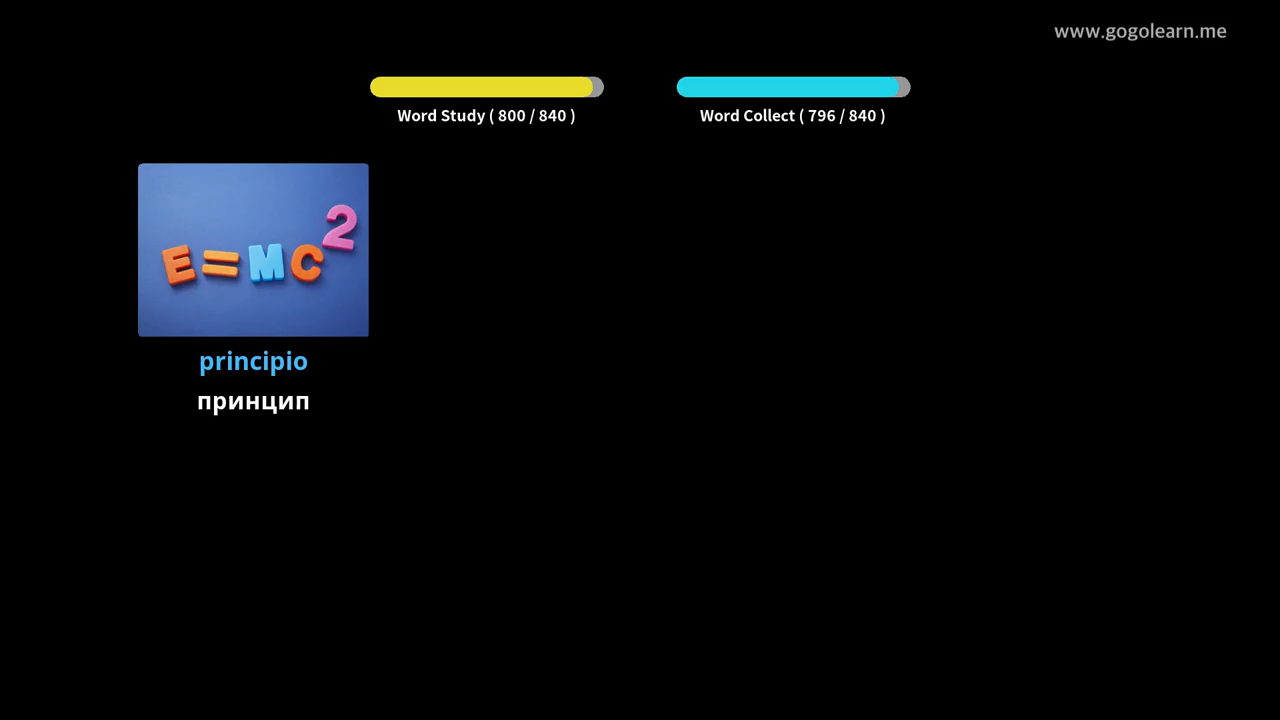 www.gogolearn.me
Word Study ( 800 / 840 )
Word Collect ( 796 / 840 )
E=MC²
principio
принцип